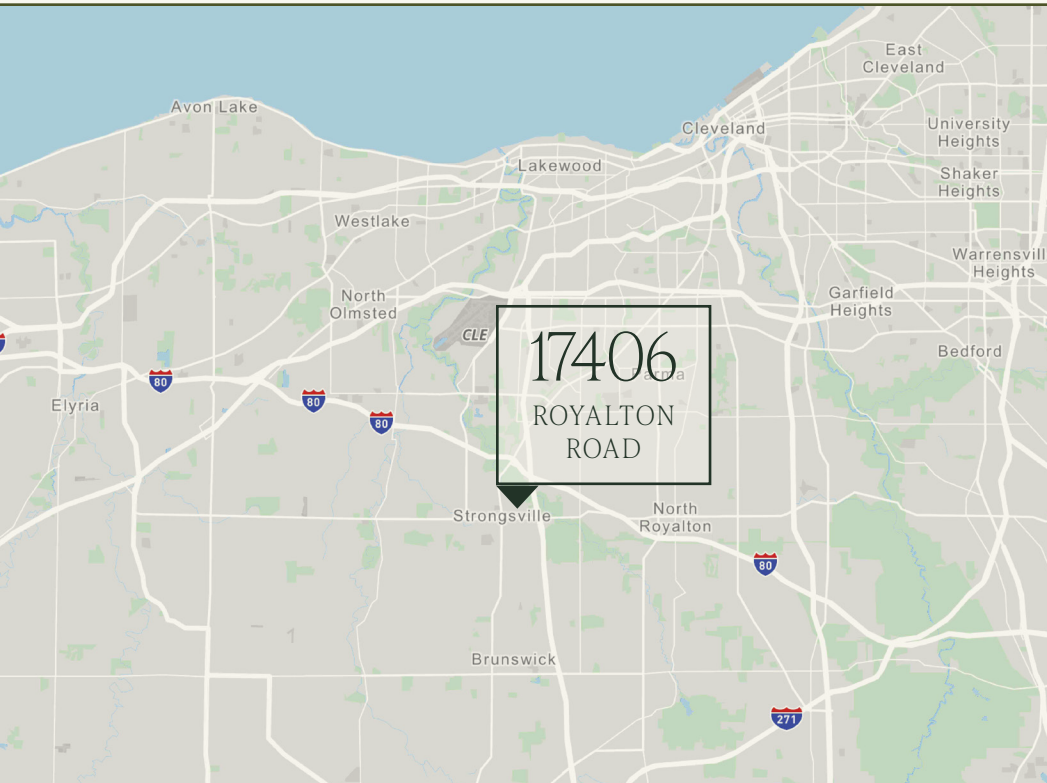 East
Cleveland
Avon Lake
Cleveland
University
Heights
Lakewood
Shaker
Heights
Westlake
Warrensvill
Heights
North
Olmsted
Garfield
Heights
CLE
17406
Parma
ROYALTON
ROAD
Bedford
80
80
80
Elyria
Strongsville
North
Royalton
80
Brunswick
271